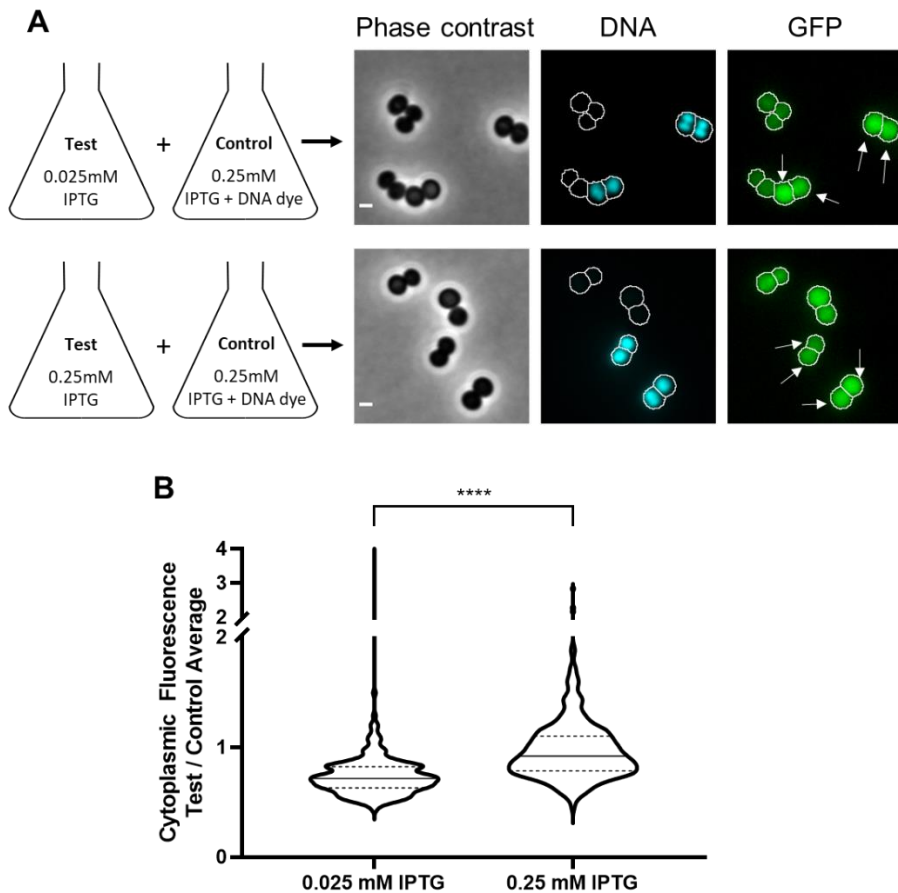 A
Phase contrast DNA GFP
Test + Control
0.025mM 0.25mM
IPTG IPTG + DNA dye
Test + Control
0.25mM 0.25mM
IPTG IPTG + DNA dye
B
****
4
3
2
2
1
0
Cytoplasmic Fluorescence
Test / Control Average
0.025 mM IPTG 0.25 mM IPTG